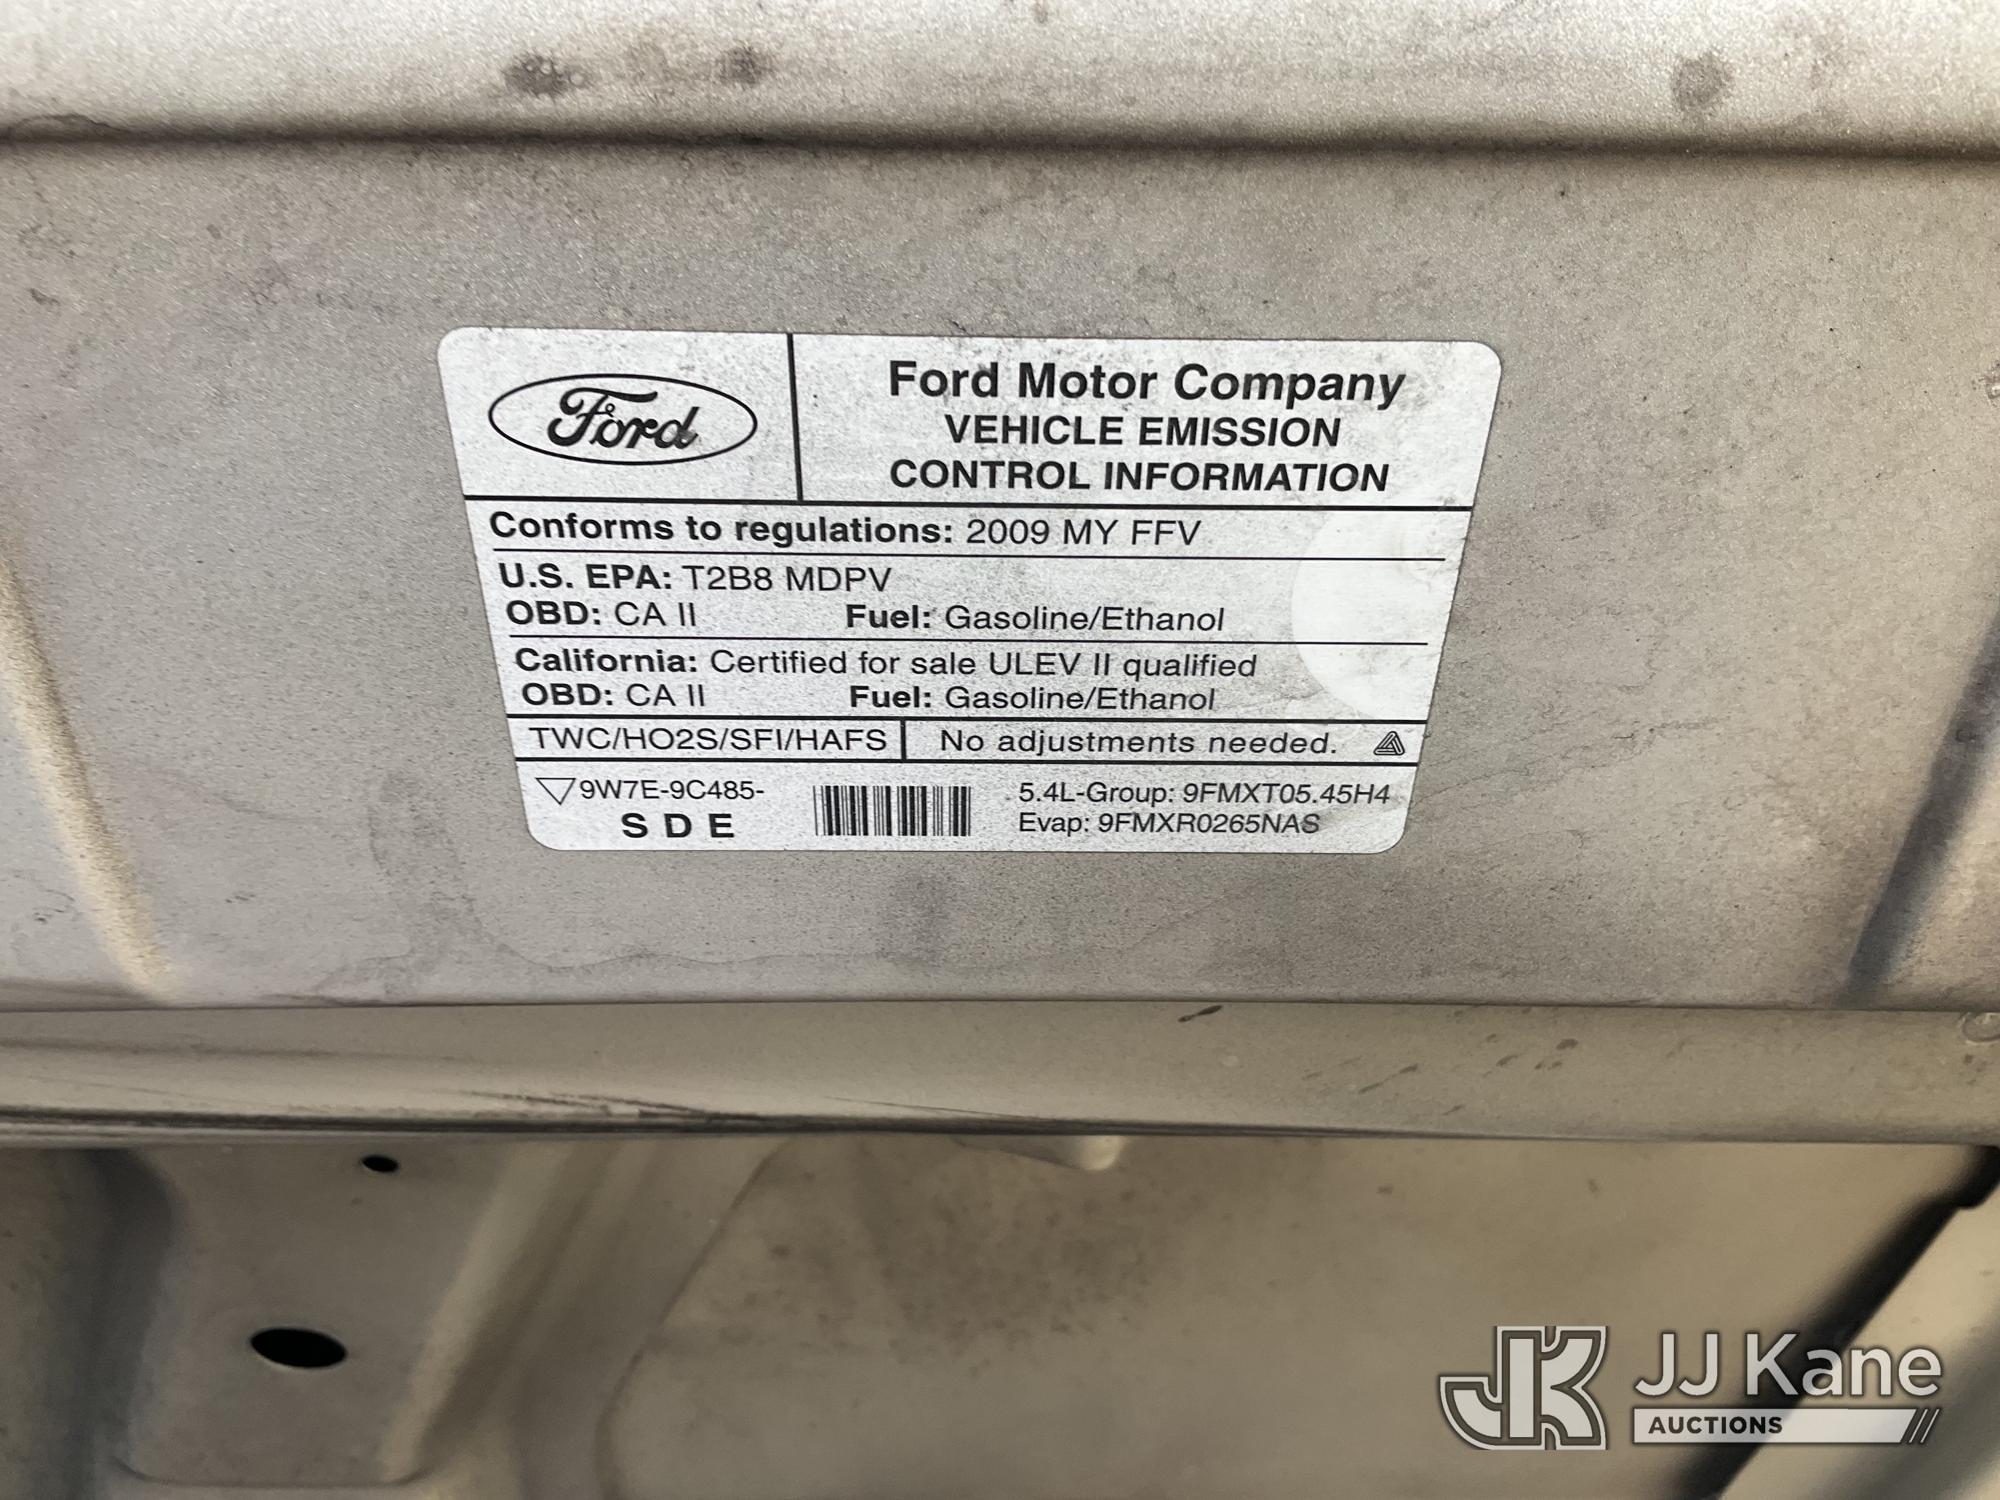 Ford
Ford Motor Company
VEHICLE EMISSION
CONTROL INFORMATION
Conforms to regulations: 2009 MY FFV
U.S. EPA: T2B8 MDPV
OBD: CA II Fuel: Gasoline/Ethanol
California: Certified for sale ULEV II qualified
OBD: CA II Fuel: Gasoline/Ethanol
TWC/HO2S/SFI/HAFS No adjustments needed.
9W7E-9C485-
S D E
5.4L-Group: 9FMXT05.45H4
Evap: 9FMXR0265NAS
JK JJ Kane
AUCTIONS